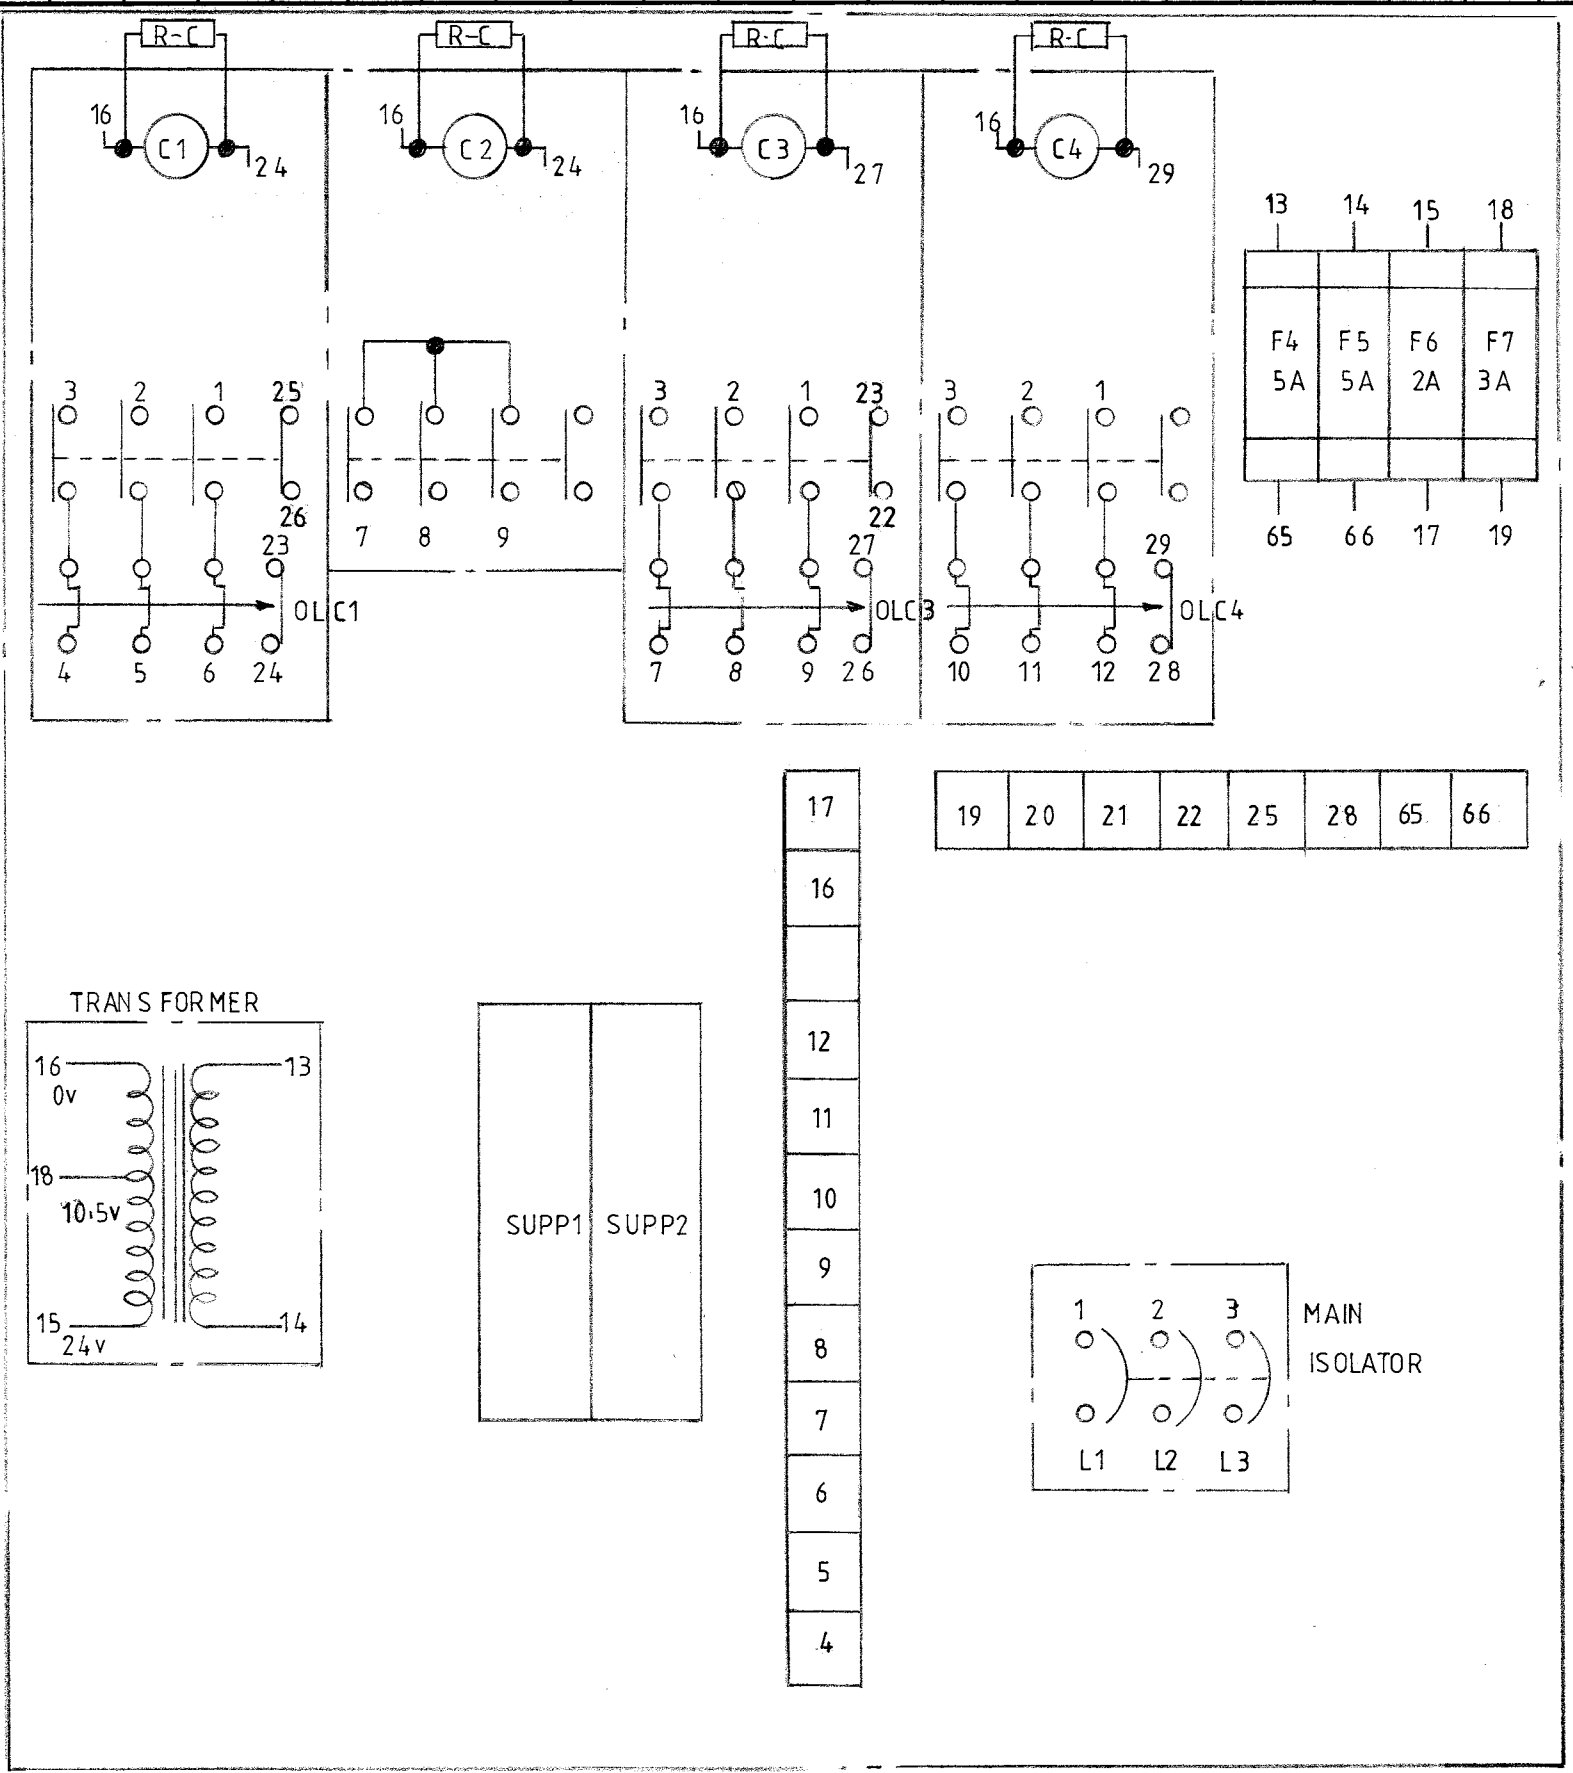 R-C R-C R-C R-C
16 C1 24
16 C2 24
16 C3 27
16 C4 29
13 14 15 18
F4 F5 F6 F7
5A 5A 2A 3A
65 66 17 19
3 2 1 25
3 2 1 23
3 2 1
26
22
7 8 9
23
27
29
OLC1
OLC3
OLC4
4 5 6 24
7 8 9 26
10 11 12 28
17
16
12
11
10
9
8
7
6
5
4
19 20 21 22 25 28 65 66
TRANSFORMER
16 13
0v
18
10.5v
15 14
24v
SUPP1 SUPP2
1 2 3
MAIN
ISOLATOR
L1 L2 L3